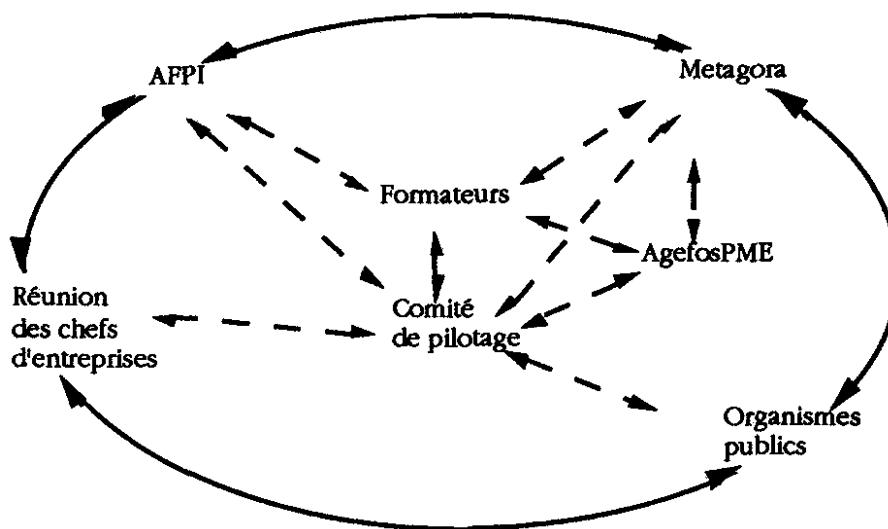 AFPI
Metagora
Formateurs
AgefosPME
Réunion
des chefs
d'entreprises
Comité
de pilotage
Organismes
publics